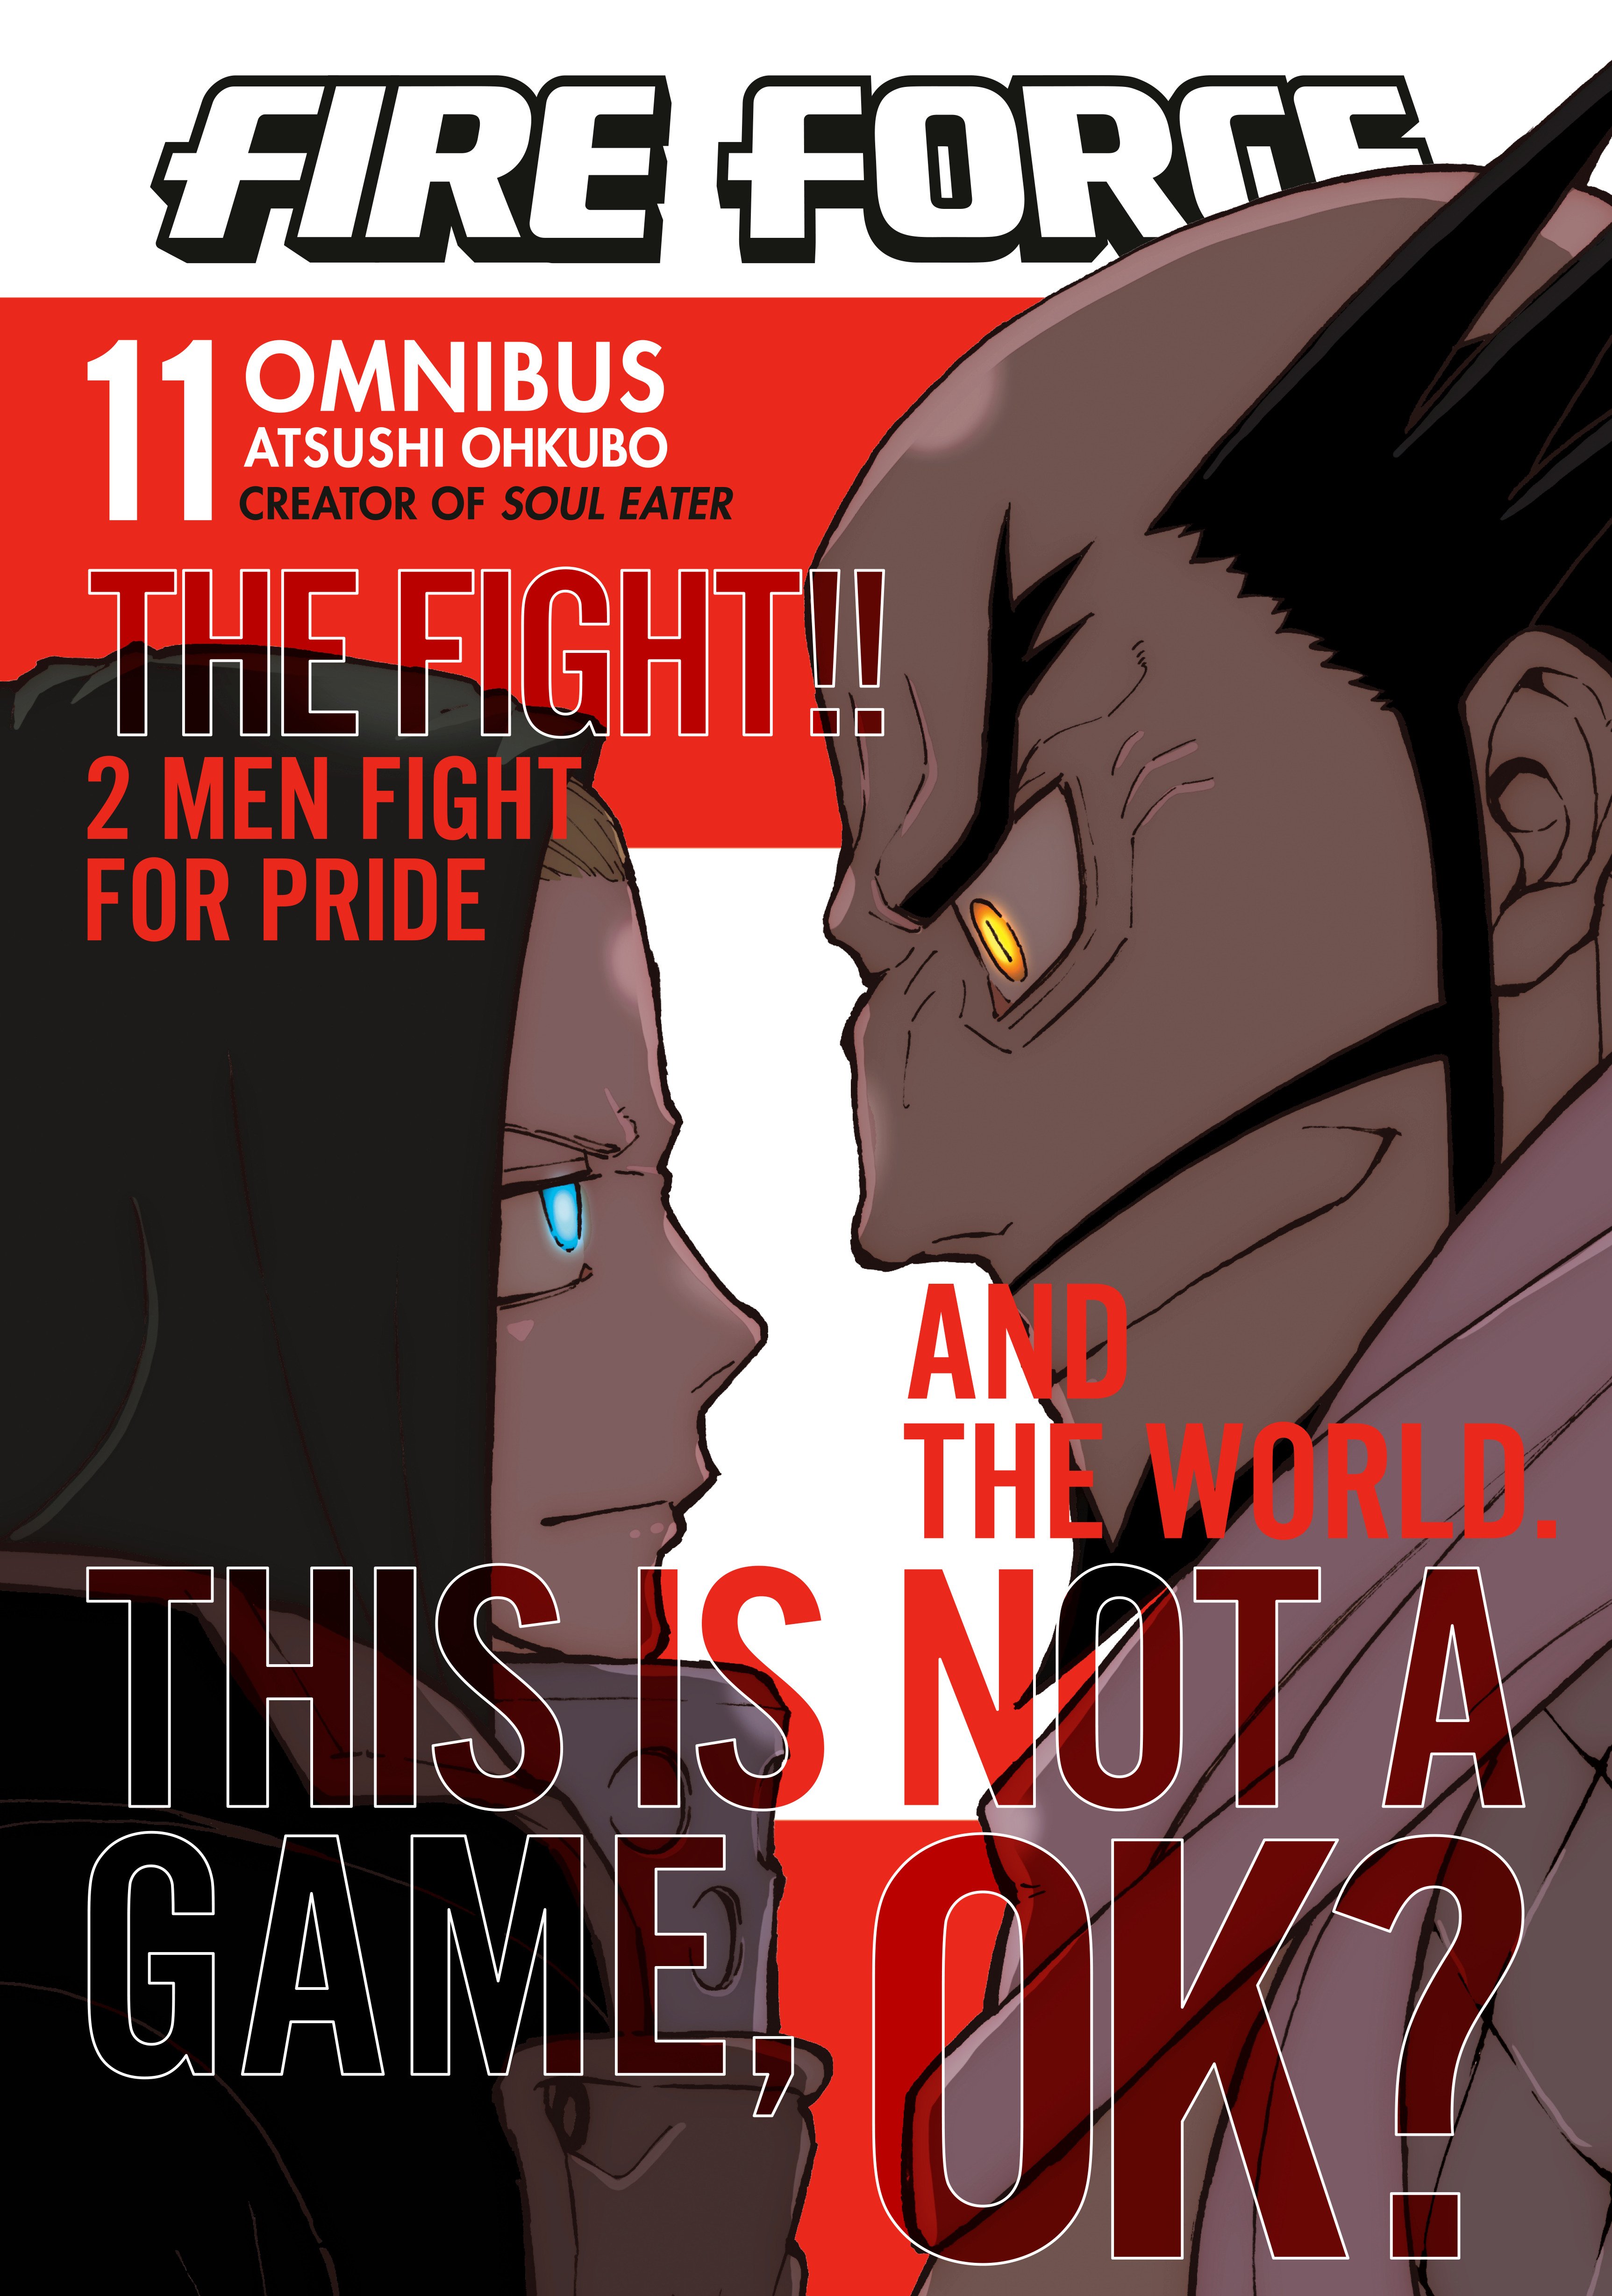 FIRE FORCE
11
OMNIBUS
ATSUSHI OHKUBO
CREATOR OF SOUL EATER
THE FIGHT!!
2 MEN FIGHT
FOR PRIDE
AND
THE WORLD.
THIS IS NOT A
GAME, OK?